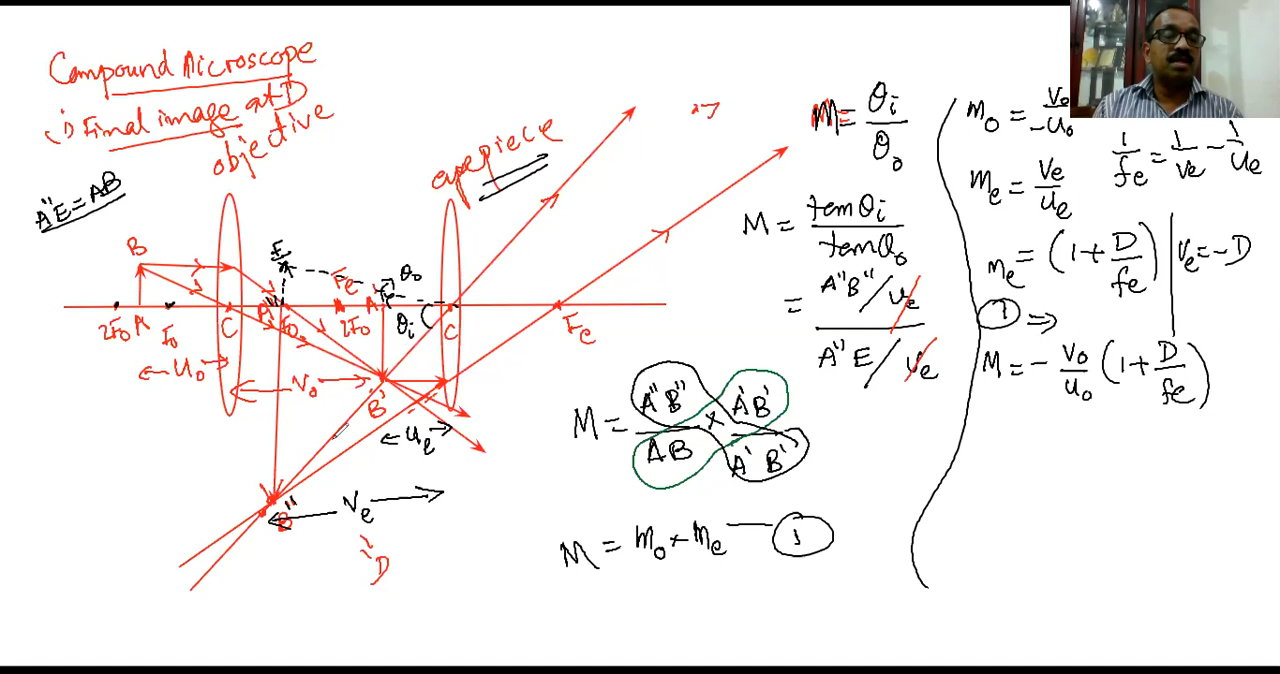 Compound Microscope
(i) Final image at D
objective
eyepiece
A''E = AB
B
E
Fe
A'
θo
2Fo
A
Fo
C
A''
Fo
2Fo
θi
C
Fe
uo
vo
B'
ue
B''
ve
D
M = θi / θo
M = tanθi / tanθo
= A''B''/ve / A''E/ve
M = A''B''/AB × A'B'/A'B'
M = mo × me — (1)
mo = vo / -uo
1/fe = 1/ve - 1/ue
me = ve/ue
me = (1 + D/fe) | ve = -D
(1) ⇒
M = - vo/uo (1 + D/fe)